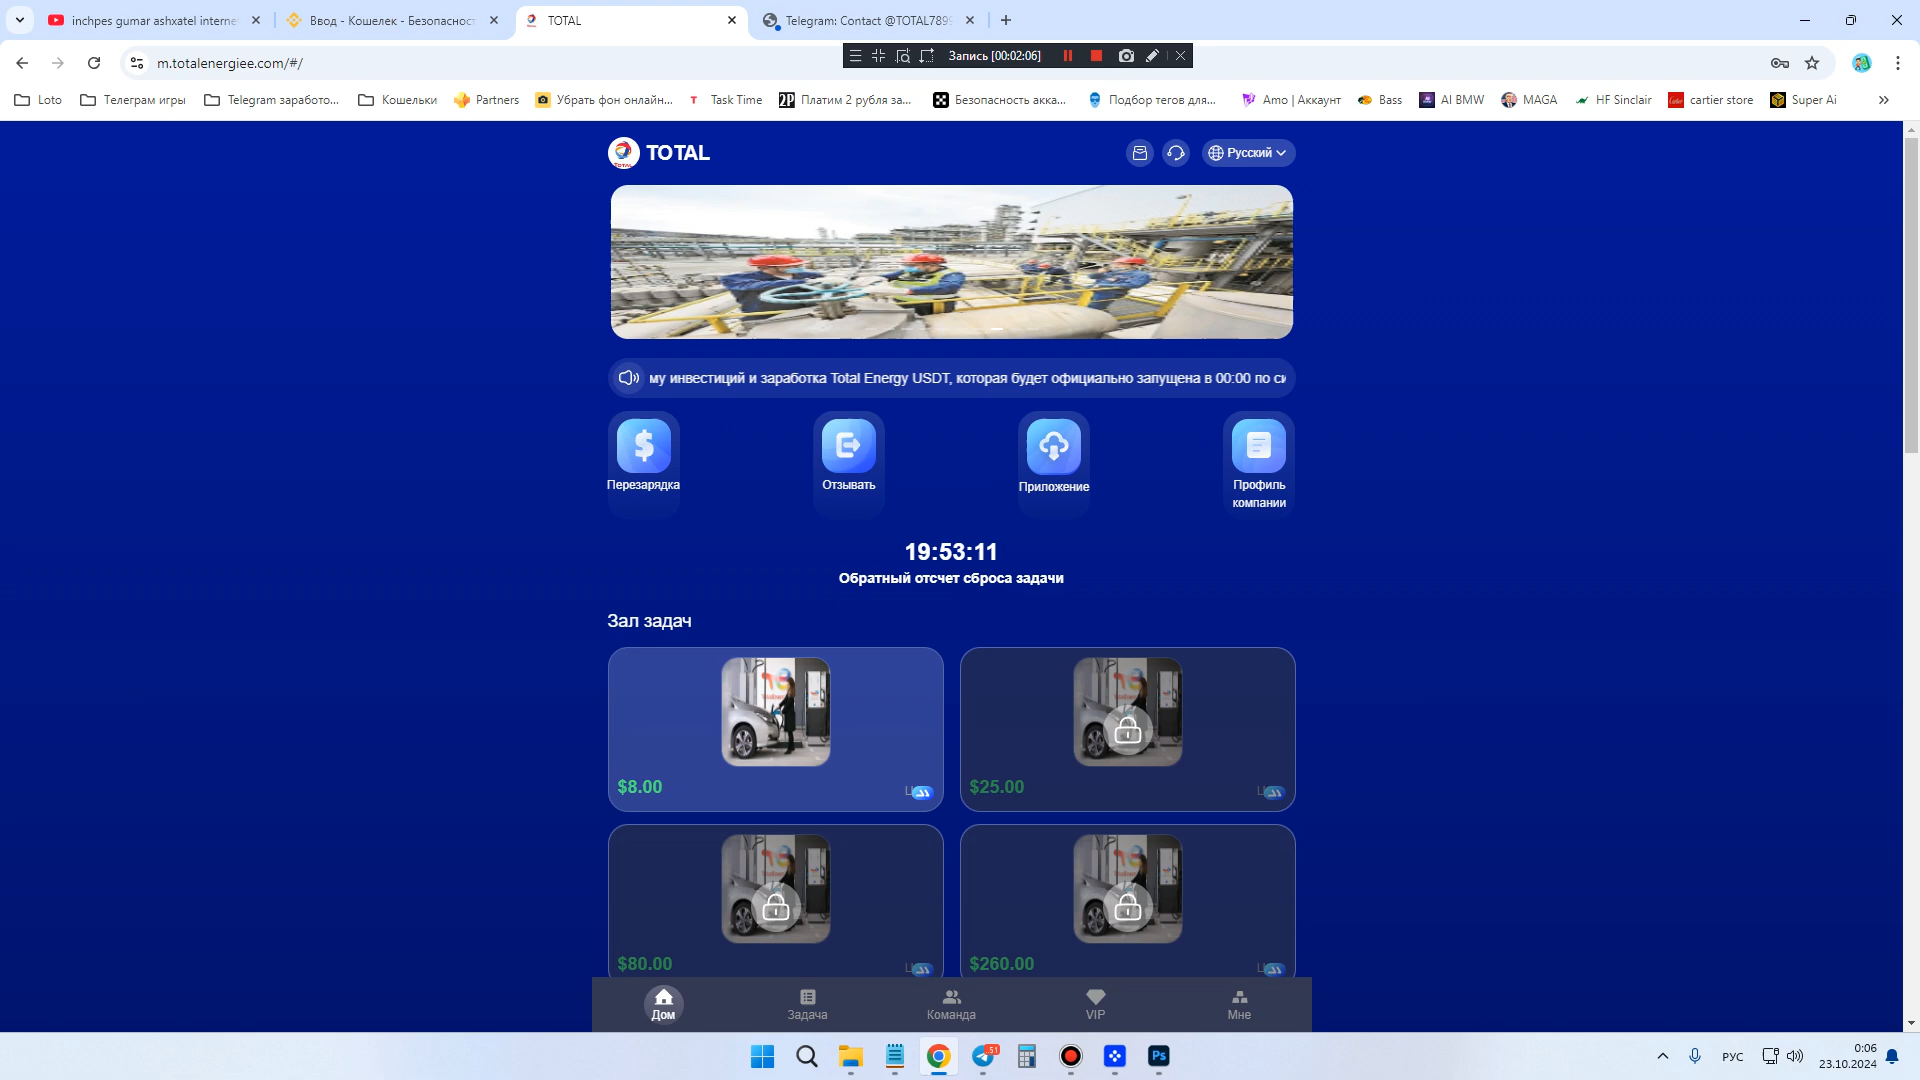 inchpes gumar ashxatel interne
Ввод - Кошелек - Безопасност
TOTAL
Telegram: Contact @TOTAL789
m.totalenergiee.com/#/
Запись [00:02:06]
Loto
Телеграм игры
Telegram заработо...
Кошельки
Partners
Убрать фон онлайн...
Task Time
Платим 2 рубля за...
Безопасность акка...
Подбор тегов для...
Amo | Аккаунт
Bass
AI BMW
MAGA
HF Sinclair
cartier store
Super Ai
TOTAL
Русский
му инвестиций и заработка Total Energy USDT, которая будет официально запущена в 00:00 по си
Перезарядка
Отзывать
Приложение
Профиль
компании
19:53:11
Обратный отсчет сброса задачи
Зал задач
$8.00
$25.00
$80.00
$260.00
Дом
Задача
Команда
VIP
Мне
51
Ps
РУС
0:06
23.10.2024